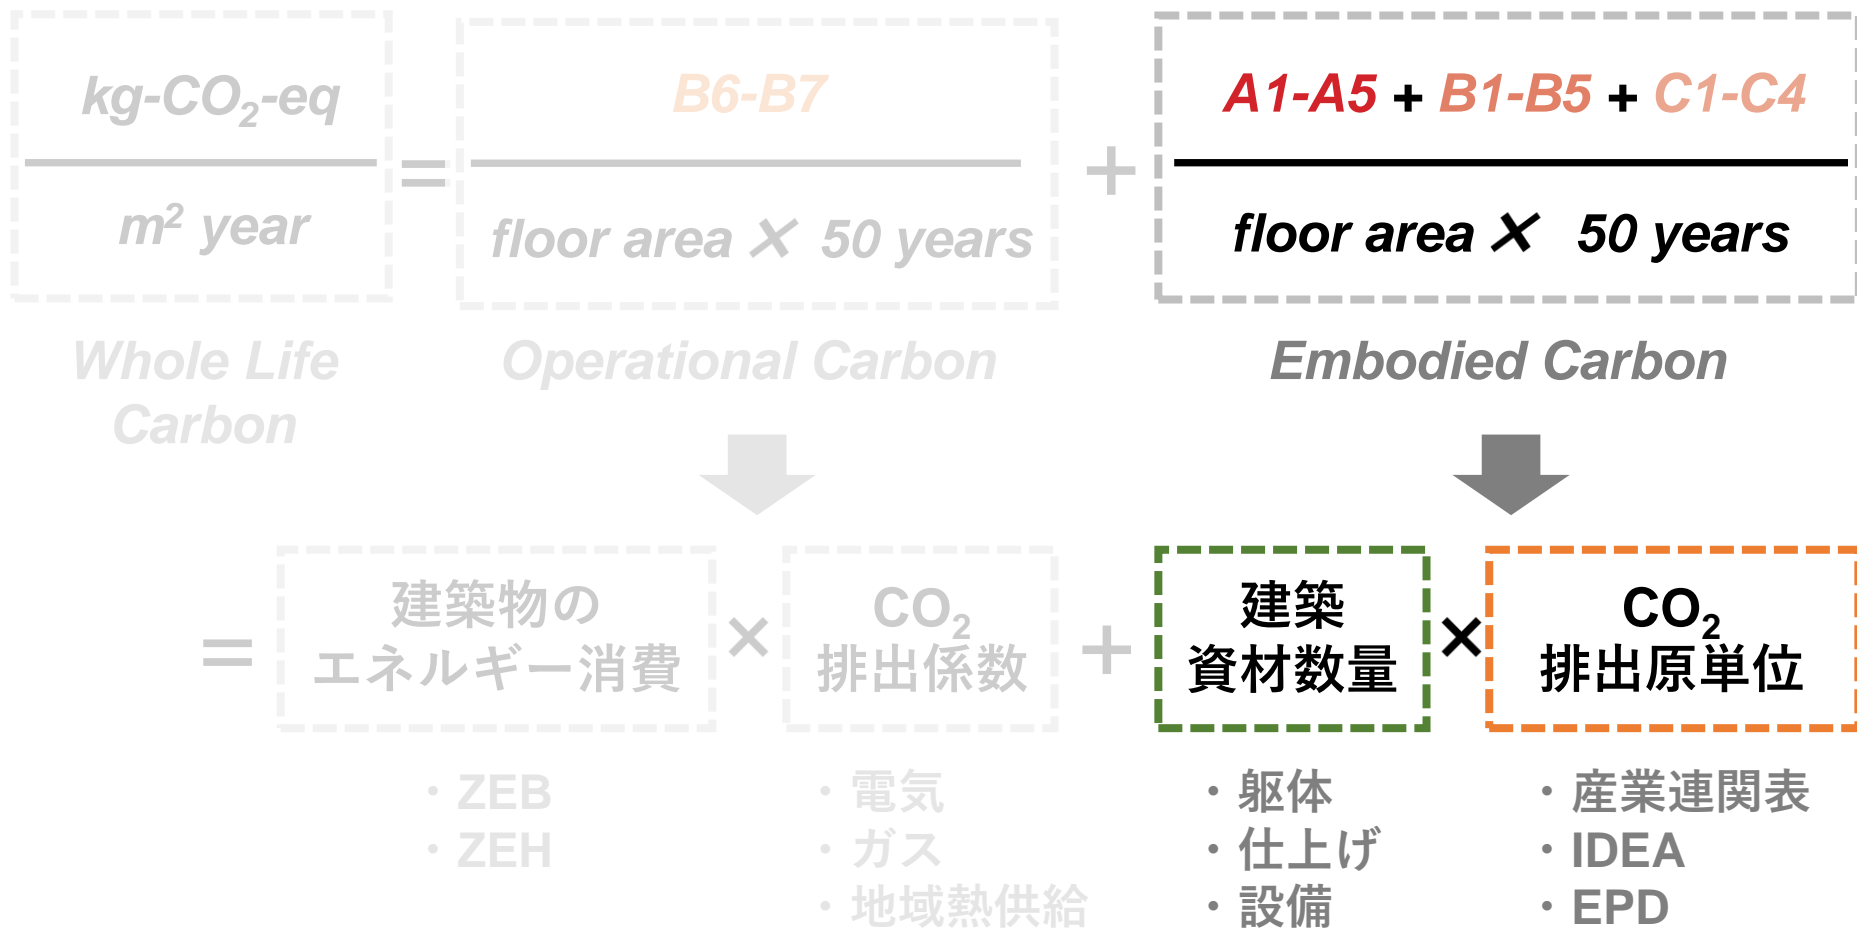 kg-CO2-eq
m2 year
=
B6-B7
floor area × 50 years
+
A1-A5 + B1-B5 + C1-C4
floor area × 50 years
Whole Life
Carbon
Operational Carbon
Embodied Carbon
=
建築物の
エネルギー消費
×
CO2
排出係数
+
建築
資材数量
×
CO2
排出原単位
・ZEB
・ZEH
・電気
・ガス
・地域熱供給
・躯体
・仕上げ
・設備
・産業連関表
・IDEA
・EPD